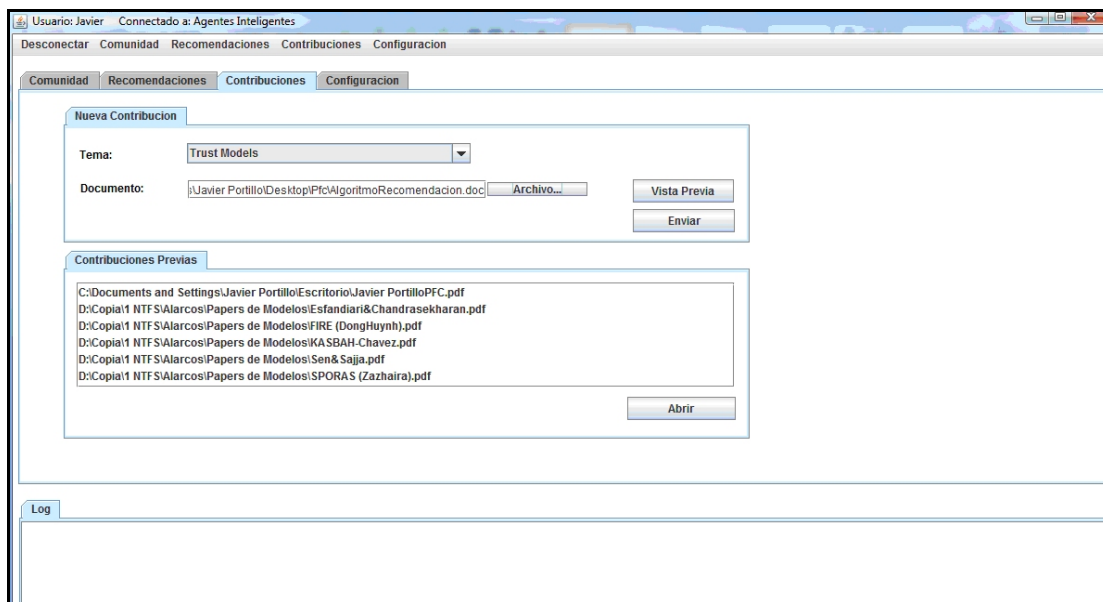 Usuario: Javier Connectado a: Agentes Inteligentes
Desconectar Comunidad Recomendaciones Contribuciones Configuracion
Comunidad Recomendaciones Contribuciones Configuracion
Nueva Contribucion
Tema: Trust Models
Documento: :\Javier Portillo\Desktop\Pfc\AlgoritmoRecomendacion.doc Archivo... Vista Previa
Enviar
Contribuciones Previas
C:\Documents and Settings\Javier Portillo\Escritorio\Javier PortilloPFC.pdf
D:\Copia\1 NTFS\Alarcos\Papers de Modelos\Esfandiari&Chandrasekharan.pdf
D:\Copia\1 NTFS\Alarcos\Papers de Modelos\FIRE (DongHuynh).pdf
D:\Copia\1 NTFS\Alarcos\Papers de Modelos\KASBAH-Chavez.pdf
D:\Copia\1 NTFS\Alarcos\Papers de Modelos\Sen&Sajja.pdf
D:\Copia\1 NTFS\Alarcos\Papers de Modelos\SPORAS (Zazhaira).pdf
Abrir
Log